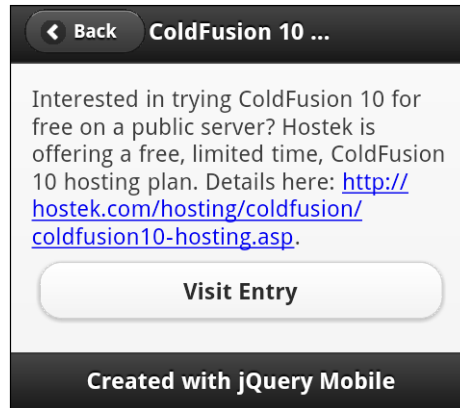 Back
ColdFusion 10 ...
Interested in trying ColdFusion 10 for
free on a public server? Hostek is
offering a free, limited time, ColdFusion
10 hosting plan. Details here: http://
hostek.com/hosting/coldfusion/
coldfusion10-hosting.asp.
Visit Entry
Created with jQuery Mobile